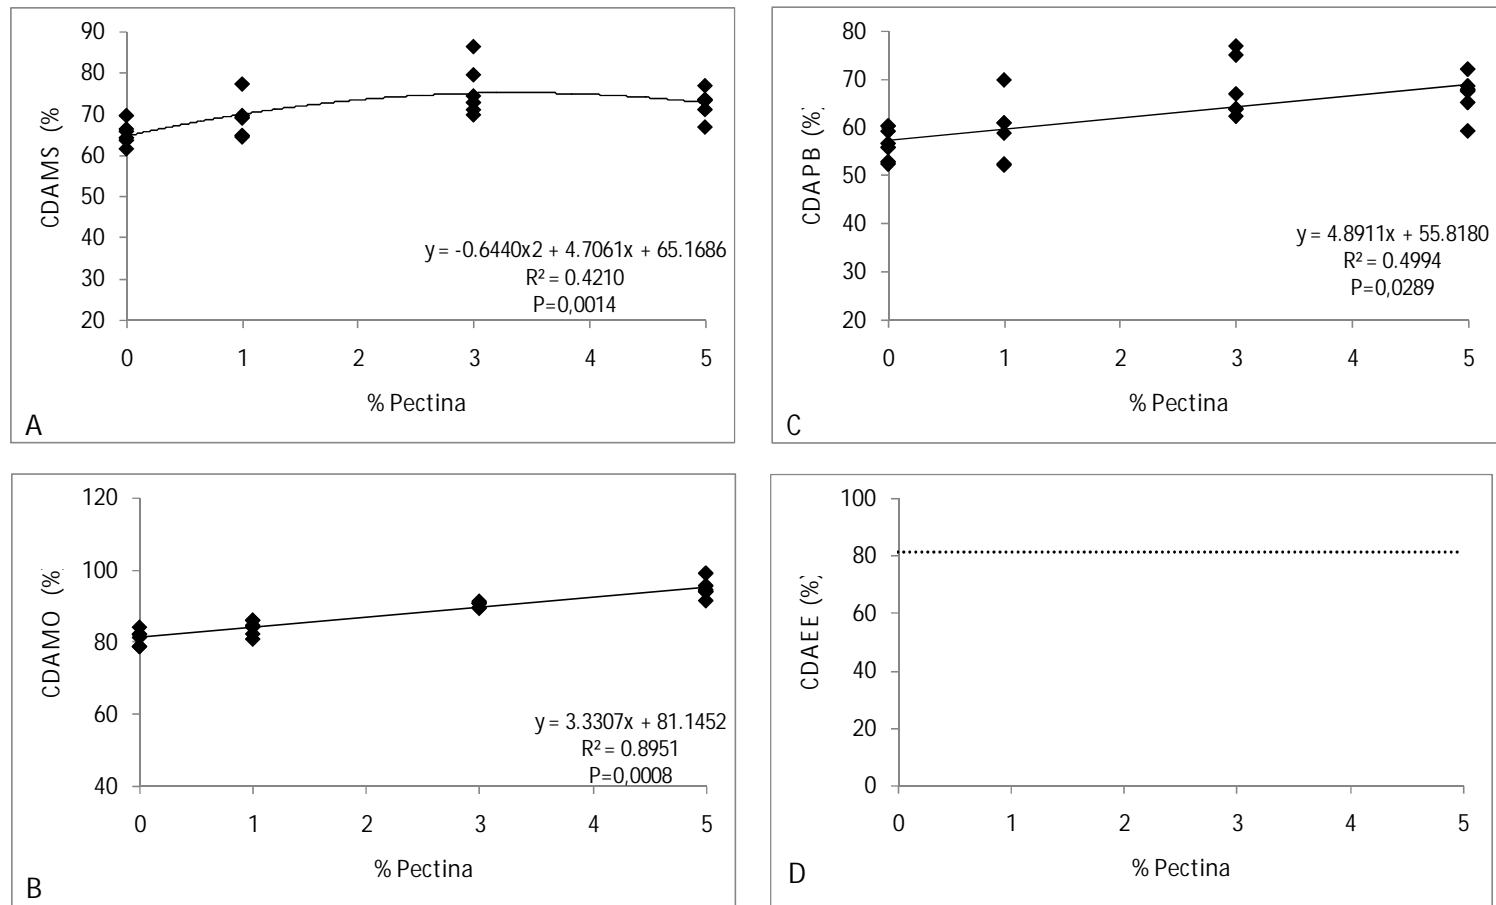 90
80
70
60
50
40
30
20
CDAMS (%
y = -0.6440x2 + 4.7061x + 65.1686
R² = 0.4210
P=0,0014
0 1 2 3 4 5
% Pectina
A
80
70
60
50
40
30
20
CDAPB (%)
y = 4.8911x + 55.8180
R² = 0.4994
P=0,0289
0 1 2 3 4 5
% Pectina
C
120
100
80
60
40
CDAMO (%)
y = 3.3307x + 81.1452
R² = 0.8951
P=0,0008
0 1 2 3 4 5
% Pectina
B
100
80
60
40
20
0
CDAEE (%)
0 1 2 3 4 5
% Pectina
D